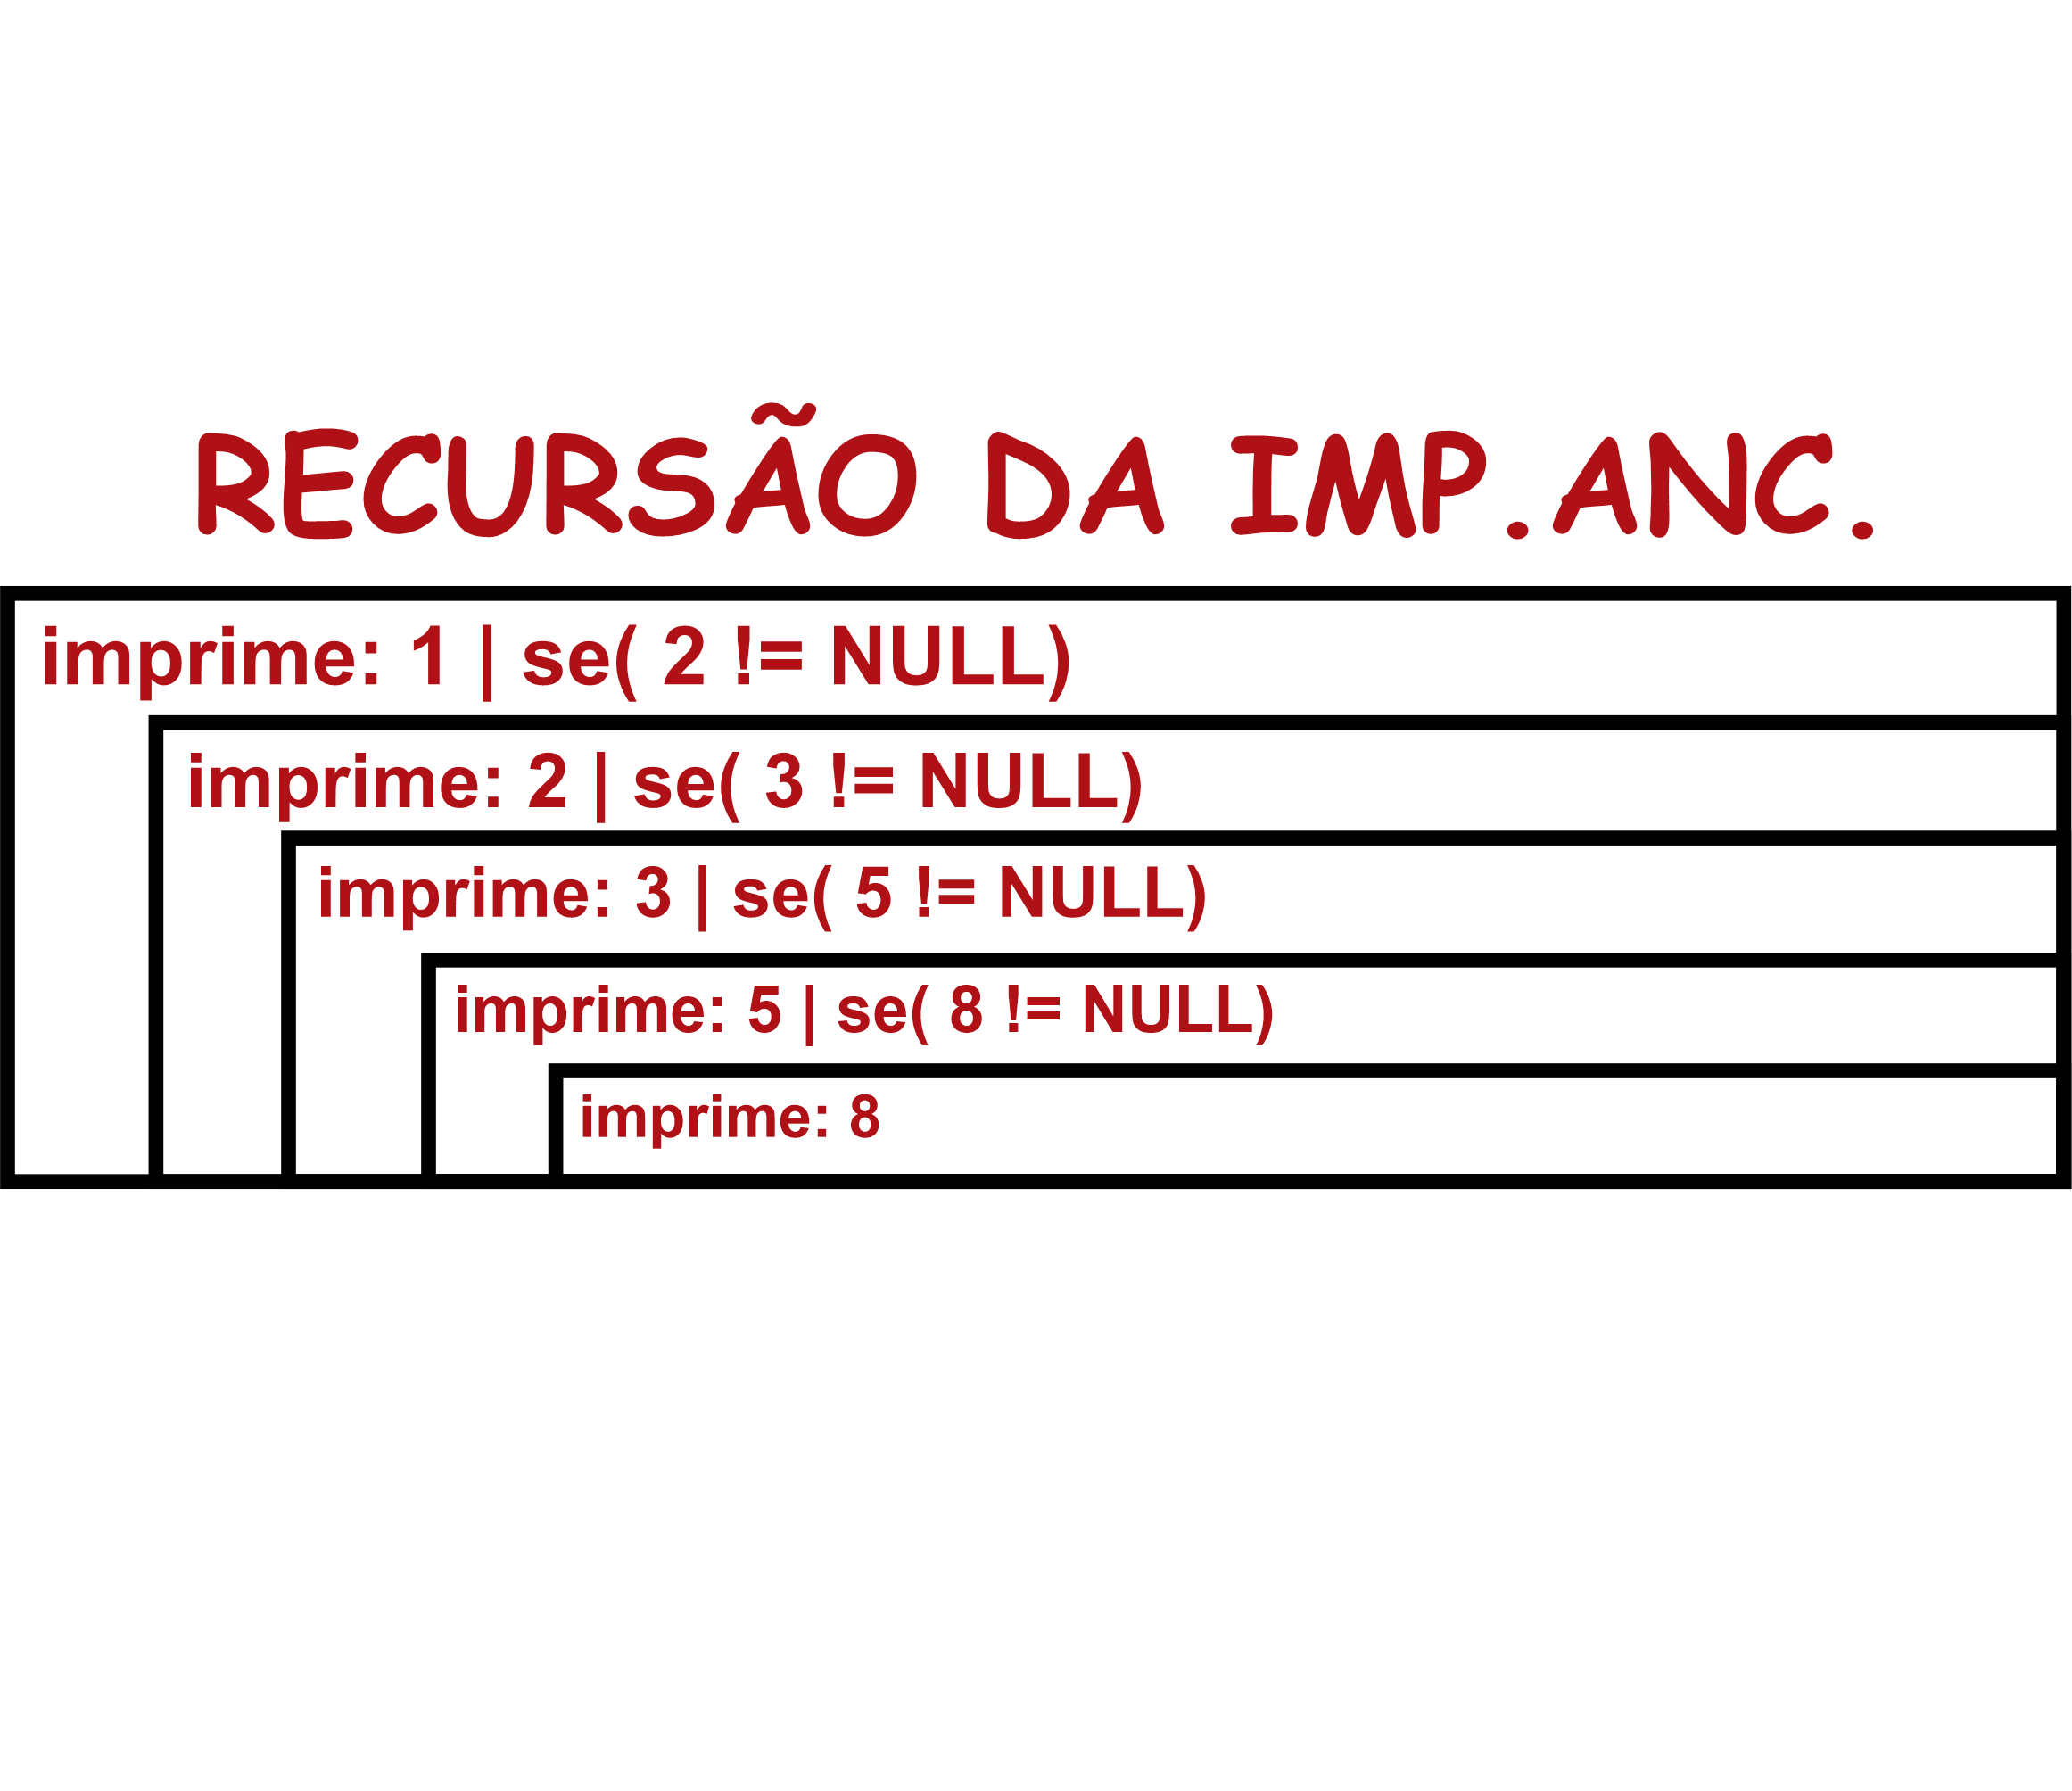 RECURSÃO DA IMP.ANC.
imprime: 1 | se( 2 != NULL)
imprime: 2 | se( 3 != NULL)
imprime: 3 | se( 5 != NULL)
imprime: 5 | se( 8 != NULL)
imprime: 8